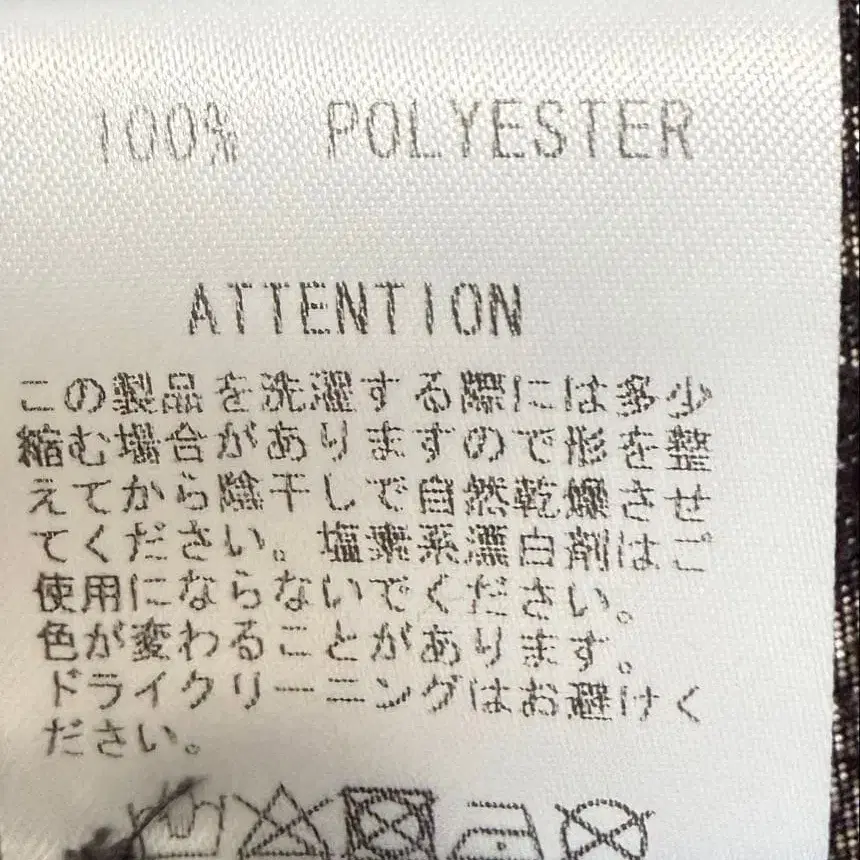 100% POLYESTER
ATTENTION
この製品を洗濯する際には多少
縮む場合がありますので形を整
えてから陰干しで自然乾燥させ
てください。塩素系漂白剤はご
使用にならないでください。
色が変わることがあります。
ドライクリーニングはお避けく
ださい。